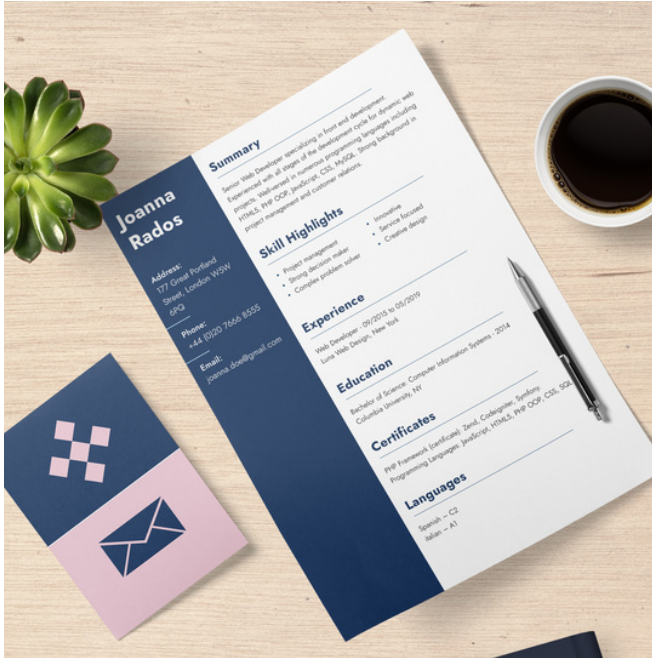 Joanna
Rados
Address:
177 Great Portland
Street, London W5W
6PQ
Phone:
+44 (0)20 7666 8555
Email:
joanna.doe@gmail.com
Summary
Senior Web Developer specializing in front end development.
Experienced with all stages of the development cycle for dynamic web
projects. Well-versed in numerous programming languages including
HTML5, PHP OOP, JavaScript, CSS, MySQL. Strong background in
project management and customer relations.
Skill Highlights
• Project management
• Strong decision maker
• Complex problem solver
• Innovative
• Service focused
• Creative design
Experience
Web Developer - 09/2015 to 05/2019
Luna Web Design, New York
Education
Bachelor of Science: Computer Information Systems - 2014
Columbia University, NY
Certificates
PHP Framework (certificate): Zend, Codeigniter, Symfony.
Programming Languages: JavaScript, HTML5, PHP OOP, CSS, SQL
Languages
Spanish – C2
Italian – A1